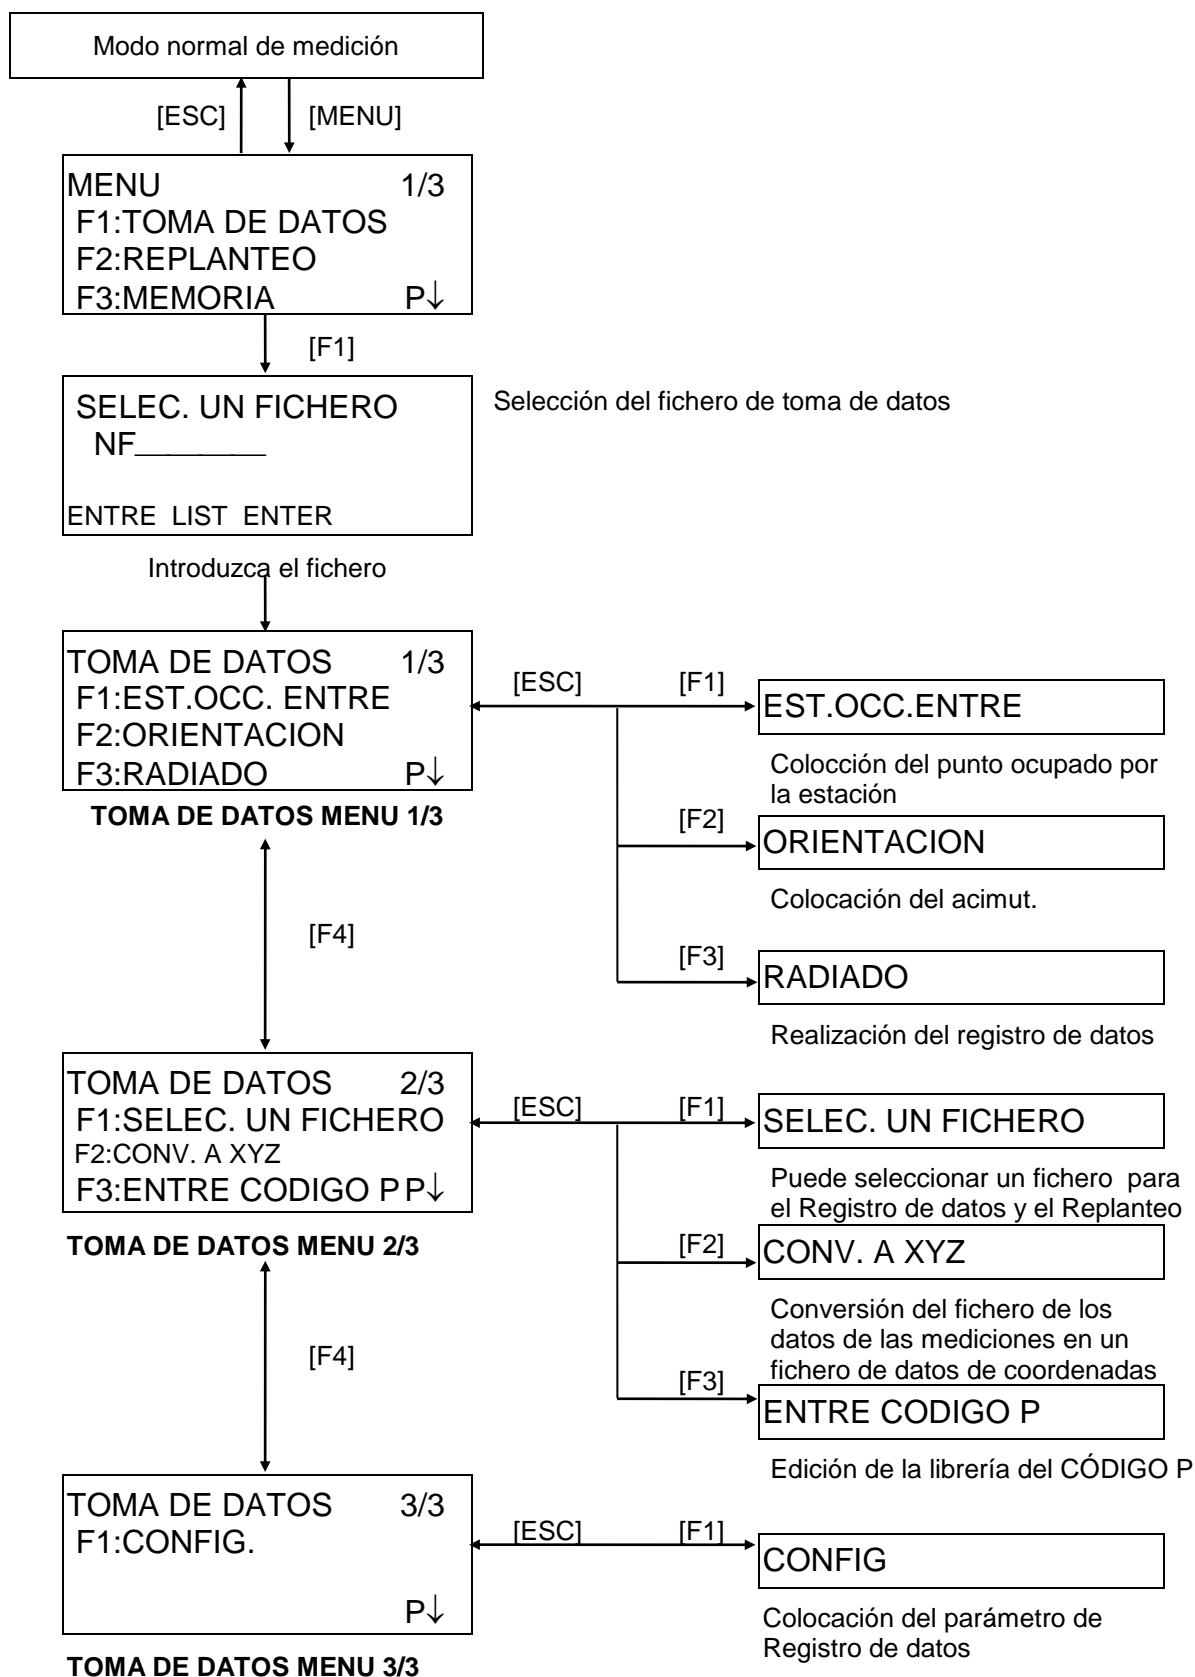 Modo normal de medición
[ESC]
[MENU]
MENU 1/3
F1:TOMA DE DATOS
F2:REPLANTEO
F3:MEMORIA P↓
[F1]
SELEC. UN FICHERO
NF________
ENTRE LIST ENTER
Selección del fichero de toma de datos
Introduzca el fichero
TOMA DE DATOS 1/3
F1:EST.OCC. ENTRE
F2:ORIENTACION
F3:RADIADO P↓
TOMA DE DATOS MENU 1/3
[ESC]
[F1]
EST.OCC.ENTRE
Colocción del punto ocupado por
la estación
[F2]
ORIENTACION
Colocación del acimut.
[F3]
RADIADO
Realización del registro de datos
[F4]
TOMA DE DATOS 2/3
F1:SELEC. UN FICHERO
F2:CONV. A XYZ
F3:ENTRE CODIGO P P↓
TOMA DE DATOS MENU 2/3
[ESC]
[F1]
SELEC. UN FICHERO
Puede seleccionar un fichero para
el Registro de datos y el Replanteo
[F2]
CONV. A XYZ
Conversión del fichero de los
datos de las mediciones en un
fichero de datos de coordenadas
[F3]
ENTRE CODIGO P
Edición de la librería del CÓDIGO P
[F4]
TOMA DE DATOS 3/3
F1:CONFIG.
P↓
TOMA DE DATOS MENU 3/3
[ESC]
[F1]
CONFIG
Colocación del parámetro de
Registro de datos